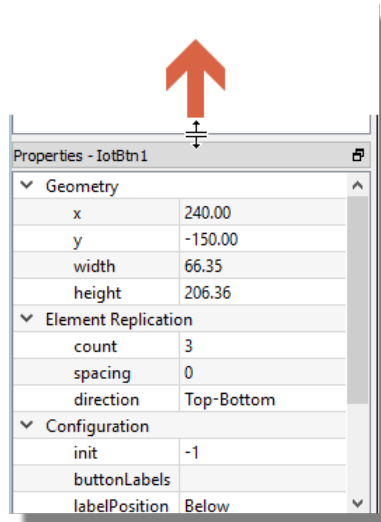 Properties - IotBtn1
Geometry
x 240.00
y -150.00
width 66.35
height 206.36
Element Replication
count 3
spacing 0
direction Top-Bottom
Configuration
init -1
buttonLabels
labelPosition Below